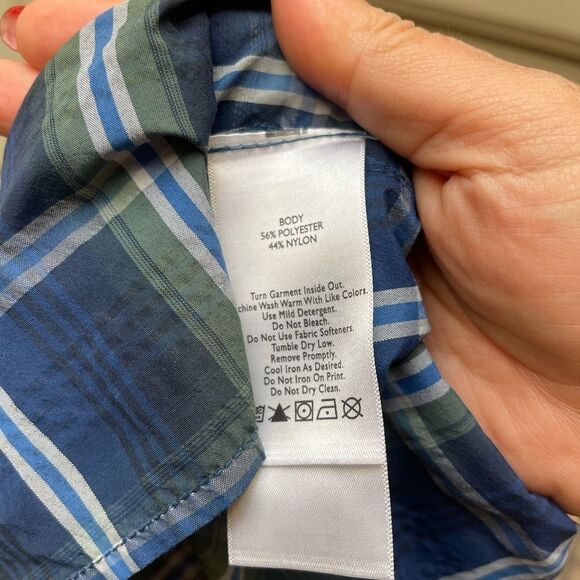 BODY
56% POLYESTER
44% NYLON
Turn Garment Inside Out.
chine Wash Warm With Like Colors.
Use Mild Detergent.
Do Not Bleach.
Do Not Use Fabric Softeners.
Tumble Dry Low.
Remove Promptly.
Cool Iron As Desired.
Do Not Iron On Print.
Do Not Dry Clean.